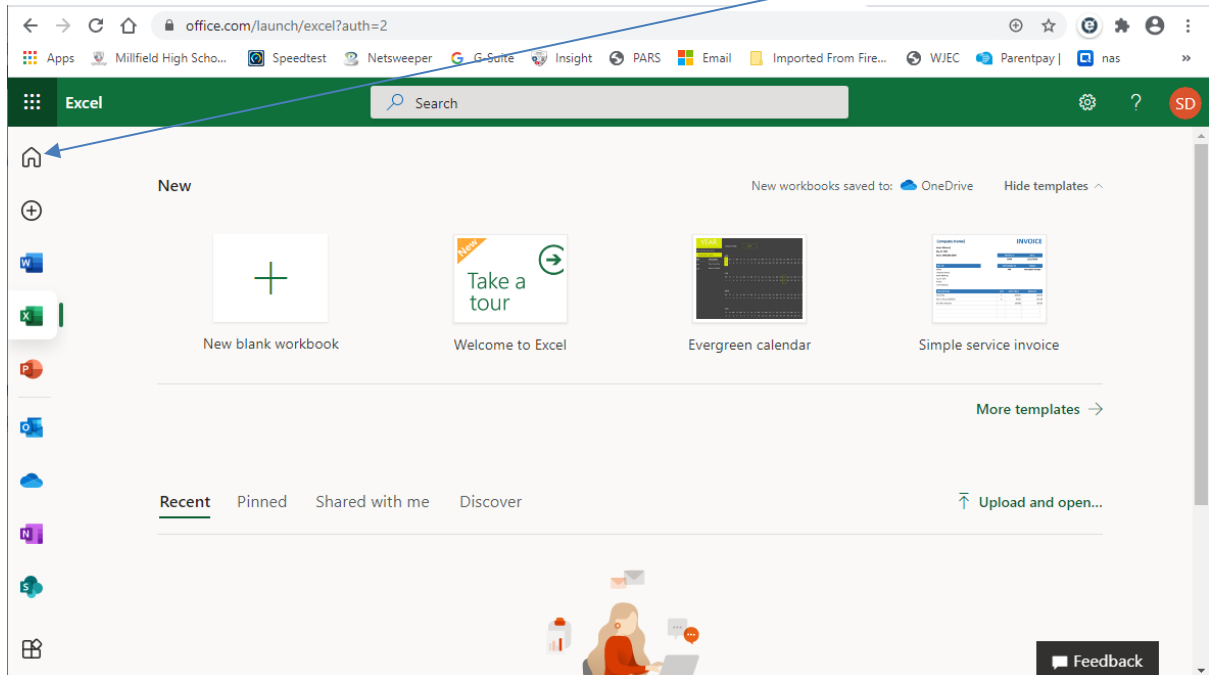 office.com/launch/excel?auth=2
Apps Millfield High Scho... Speedtest Netsweeper G-Suite Insight PARS Email Imported From Fire... WJEC Parentpay | nas »
Excel Search ? SD
New New workbooks saved to: OneDrive Hide templates
New
Take a
tour
YEAR
INVOICE
New blank workbook Welcome to Excel Evergreen calendar Simple service invoice
More templates
Recent Pinned Shared with me Discover Upload and open...
Feedback